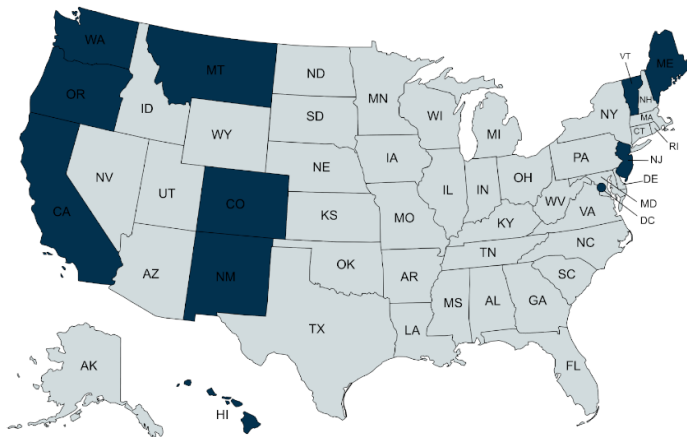 WA
MT
ND
MN
VT
ME
OR
ID
SD
WI
MI
NY
NH
MA
CT
RI
WY
NE
IA
PA
NJ
NV
UT
CO
IL
IN
OH
DE
MD
DC
WV
VA
CA
KS
MO
KY
NC
TN
AZ
NM
OK
AR
SC
MS
AL
GA
TX
LA
FL
AK
HI